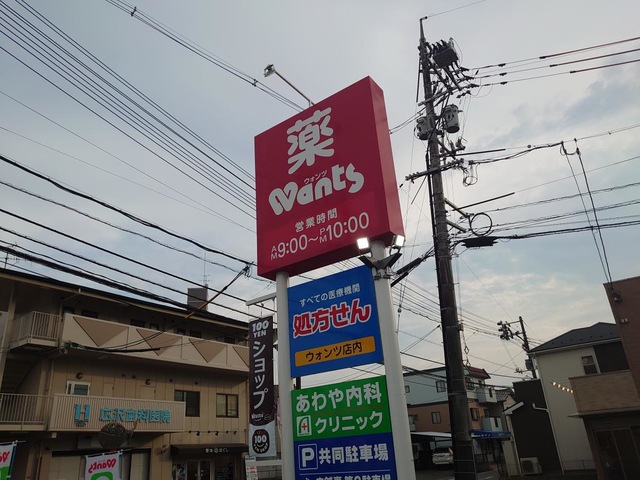 薬
ウォンツ
Wants
営業時間
AM9:00〜PM10:00
すべての医療機関
処方せん
ウォンツ店内
あわや内科
クリニック
P共同駐車場
100
YEN
ショップ
100
広沢歯科医院
Wants